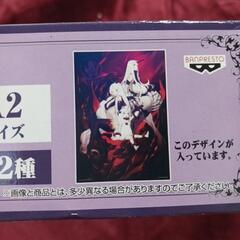 A2
イズ
2種
BANPRESTO
このデザインが
入っています。
※画像と商品とは、多少異なる場合がありますのでご了承ください。